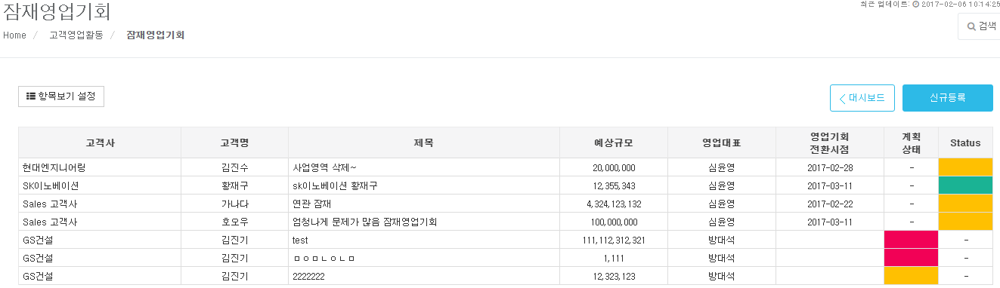 최근 업데이트: 2017-02-06 10:14:25
잠재영업기회
Home / 고객영업활동 / 잠재영업기회
검색
항목보기 설정
대시보드 신규등록
고객사 고객명 제목 예상규모 영업대표 영업기회 전환시점 계획 상태 Status
현대엔지니어링 김진수 사업영역 삭제~ 20,000,000 심윤영 2017-02-28 -
SK이노베이션 황재구 sk이노베이션 황재구 12,355,343 심윤영 2017-03-11 -
Sales 고객사 가나다 연관 잠재 4,324,123,132 심윤영 2017-02-22 -
Sales 고객사 호오우 엄청나게 문제가 많음 잠재영업기회 100,000,000 심윤영 2017-03-11 -
GS건설 김진기 test 111,112,312,321 방대석 -
GS건설 김진기 ㅁㅇㅁㄴㅇㄴㅁ 1,111 방대석 -
GS건설 김진기 2222222 12,323,123 방대석 -